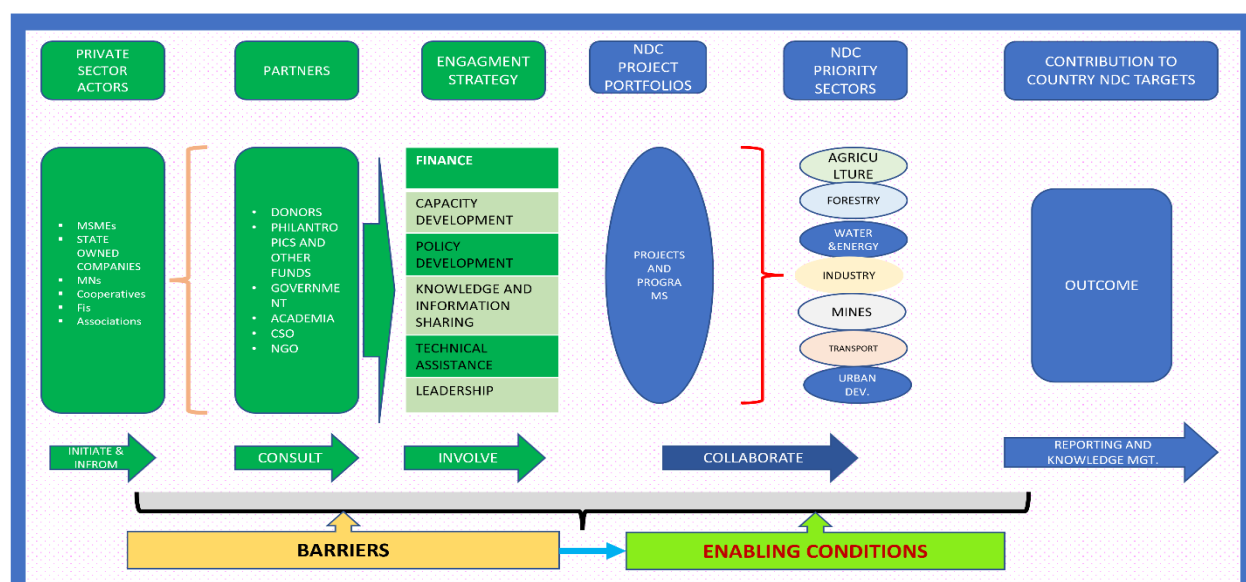 PRIVATE
SECTOR
ACTORS
PARTNERS
ENGAGMENT
STRATEGY
NDC
PROJECT
PORTFOLIOS
NDC
PRIORITY
SECTORS
CONTRIBUTION TO
COUNTRY NDC TARGETS
▪ MSMEs
▪ STATE
OWNED
COMPANIES
▪ MNs
▪ Cooperatives
▪ Fis
▪ Associations
• DONORS
• PHILANTRO
PICS AND
OTHER
FUNDS
• GOVERNME
NT
• ACADEMIA
• CSO
• NGO
FINANCE
CAPACITY
DEVELOPMENT
POLICY
DEVELOPMENT
KNOWLEDGE AND
INFORMATION
SHARING
TECHNICAL
ASSISTANCE
LEADERSHIP
PROJECTS
AND
PROGRA
MS
AGRICU
LTURE
FORESTRY
WATER
&ENERGY
INDUSTRY
MINES
TRANSPORT
URBAN
DEV.
OUTCOME
INITIATE &
INFROM
CONSULT
INVOLVE
COLLABORATE
REPORTING AND
KNOWLEDGE MGT.
BARRIERS
ENABLING CONDITIONS